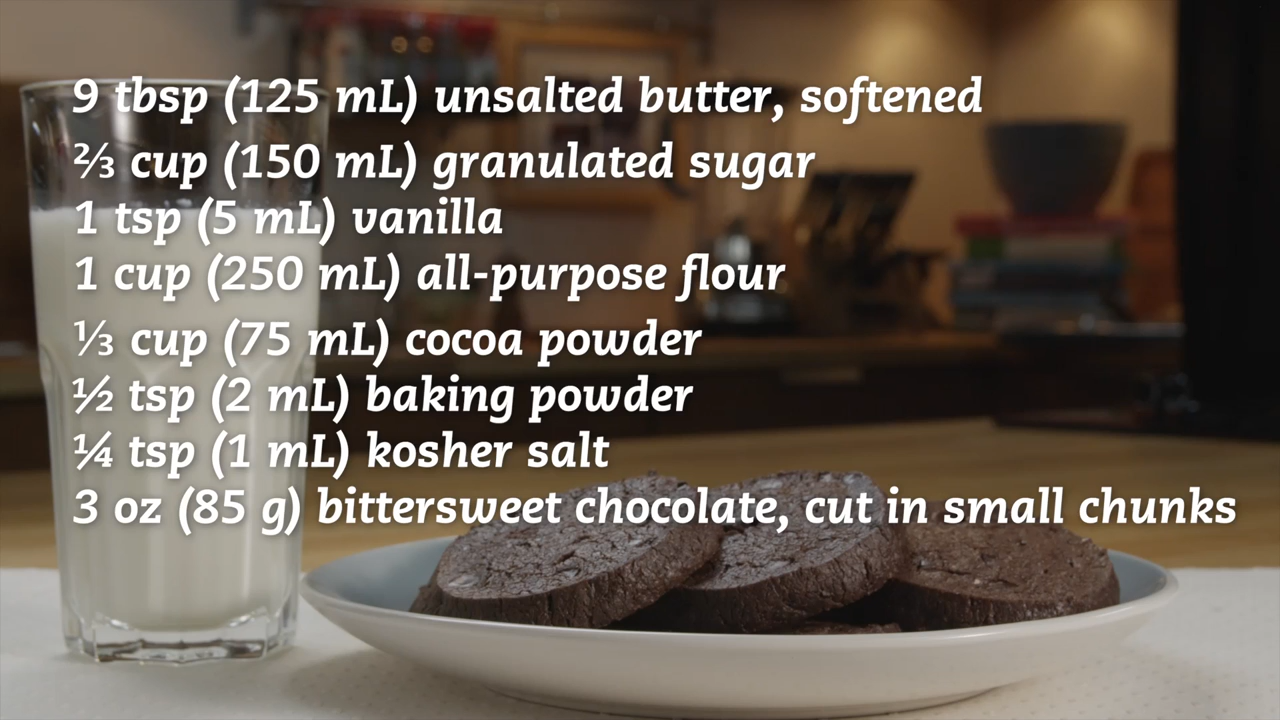 9 tbsp (125 mL) unsalted butter, softened
⅔ cup (150 mL) granulated sugar
1 tsp (5 mL) vanilla
1 cup (250 mL) all-purpose flour
⅓ cup (75 mL) cocoa powder
½ tsp (2 mL) baking powder
¼ tsp (1 mL) kosher salt
3 oz (85 g) bittersweet chocolate, cut in small chunks